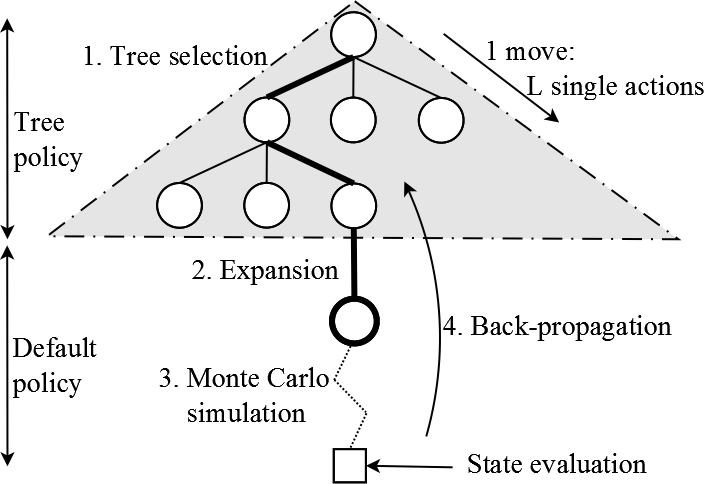 1. Tree selection
1 move:
L single actions
Tree
policy
2. Expansion
Default
policy
3. Monte Carlo
simulation
4. Back-propagation
State evaluation